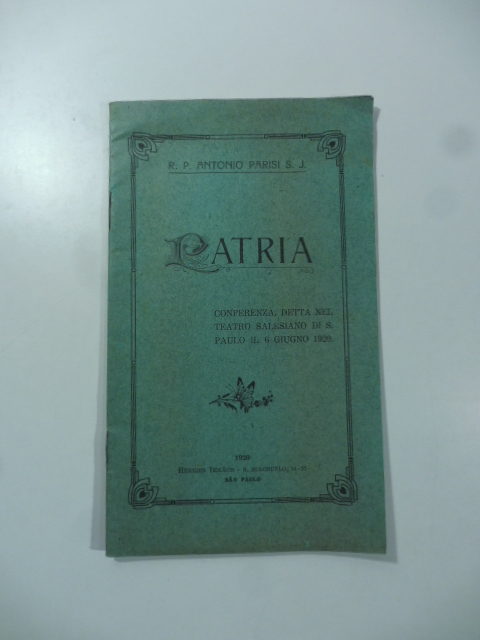 R. P. ANTONIO PARISI S. J.
PATRIA
CONFERENZA, DETTA NEL
TEATRO SALESIANO DI S.
PAULO IL 6 GIUGNO 1920.
1920
SÃO PAULO